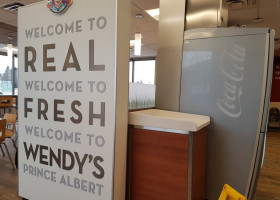 WELCOME TO
REAL
WELCOME TO
FRESH
WELCOME TO
WENDY'S
PRINCE ALBERT
Coca-Cola